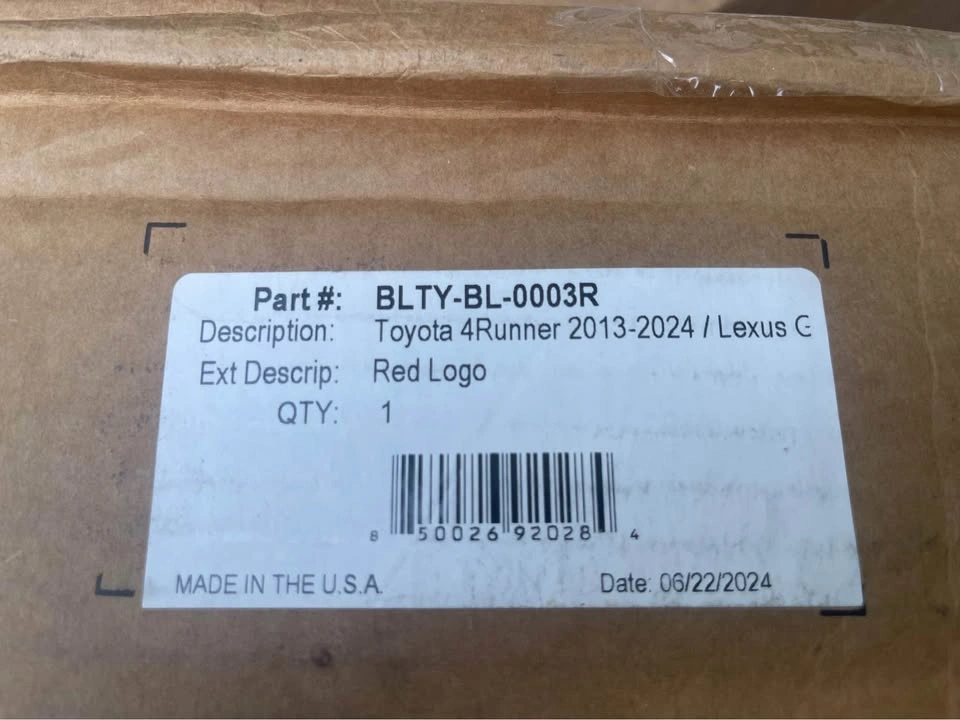 Part #: BLTY-BL-0003R
Description: Toyota 4Runner 2013-2024 / Lexus G
Ext Descrip: Red Logo
QTY: 1
8 50026 92028 4
MADE IN THE U.S.A. Date: 06/22/2024